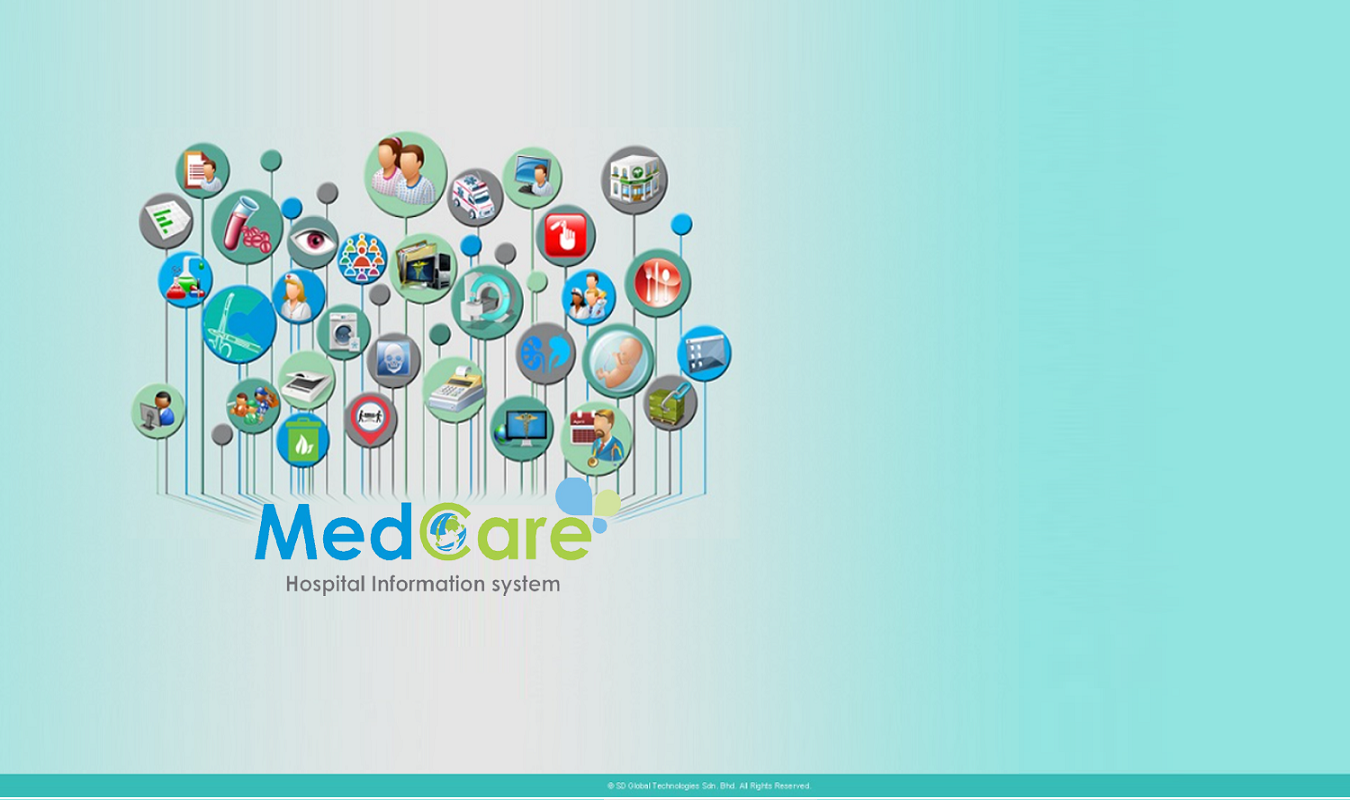 MedCare
Hospital Information system
© SD Global Technologies Sdn. Bhd. All Rights Reserved.